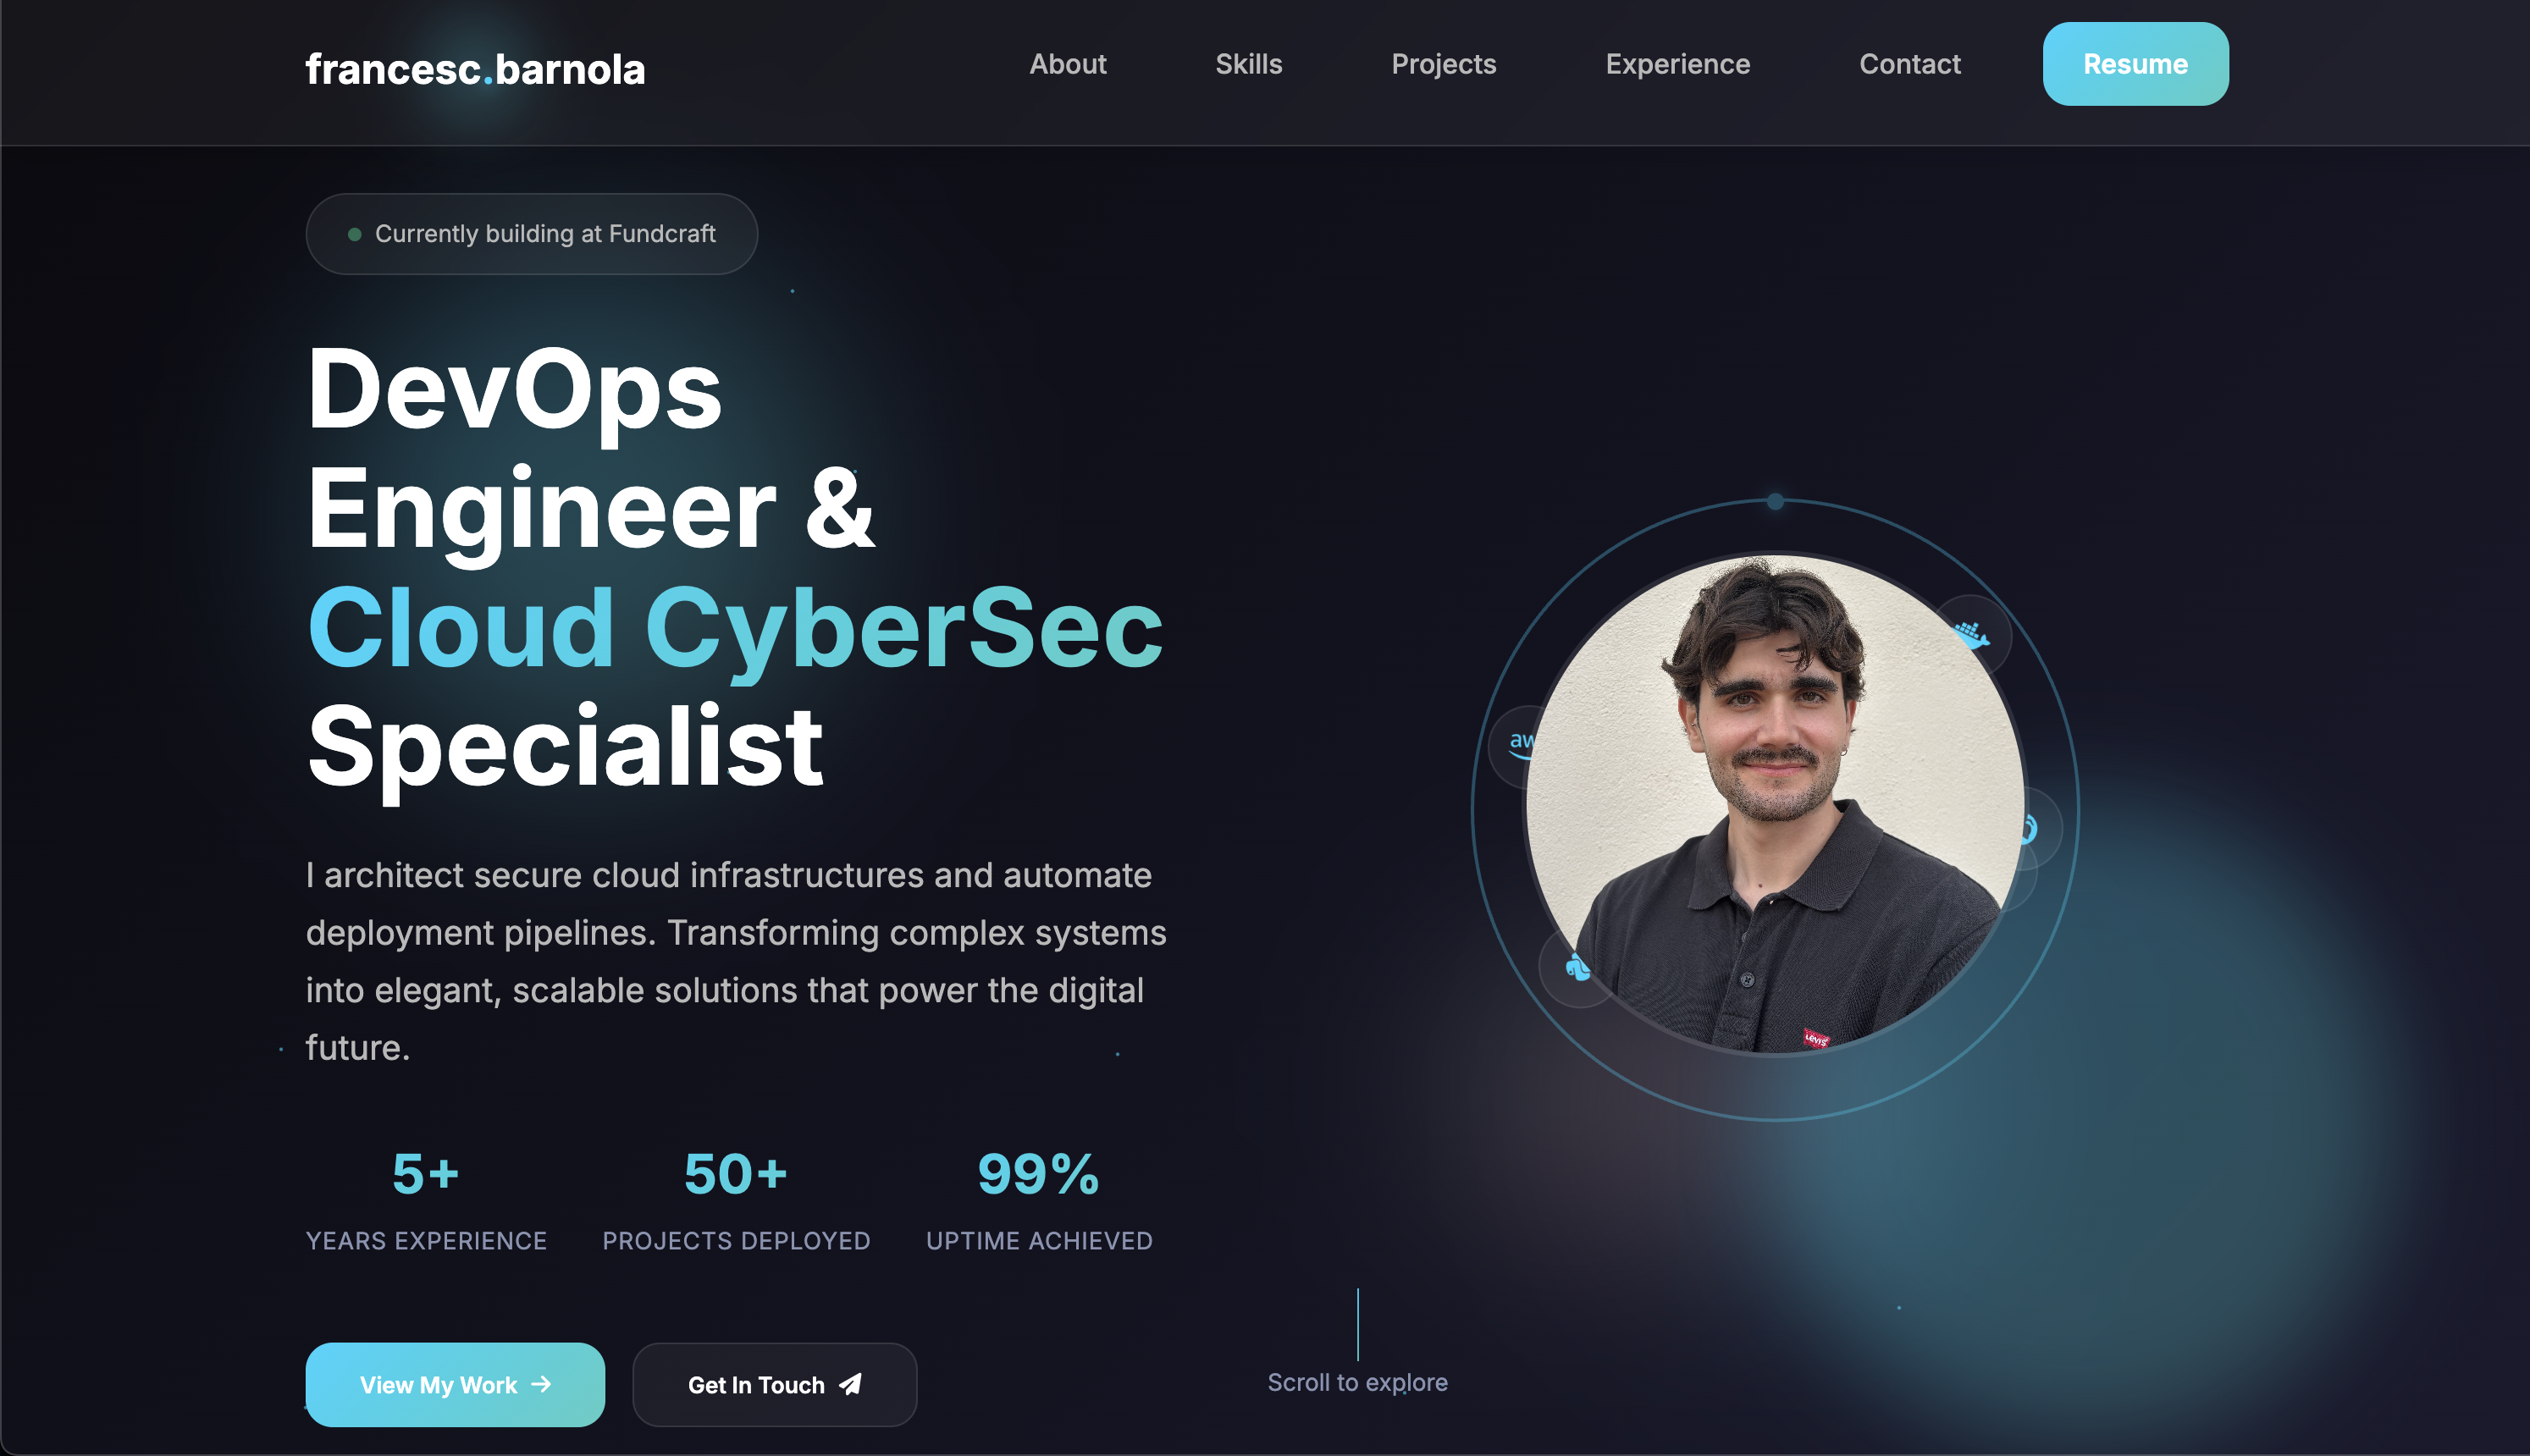 francesc.barnola
About
Skills
Projects
Experience
Contact
Resume
Currently building at Fundcraft
DevOps
Engineer &
Cloud CyberSec
Specialist
I architect secure cloud infrastructures and automate
deployment pipelines. Transforming complex systems
into elegant, scalable solutions that power the digital
future.
aw
Levi's
5+
50+
99%
YEARS EXPERIENCE
PROJECTS DEPLOYED
UPTIME ACHIEVED
View My Work
Get In Touch
Scroll to explore